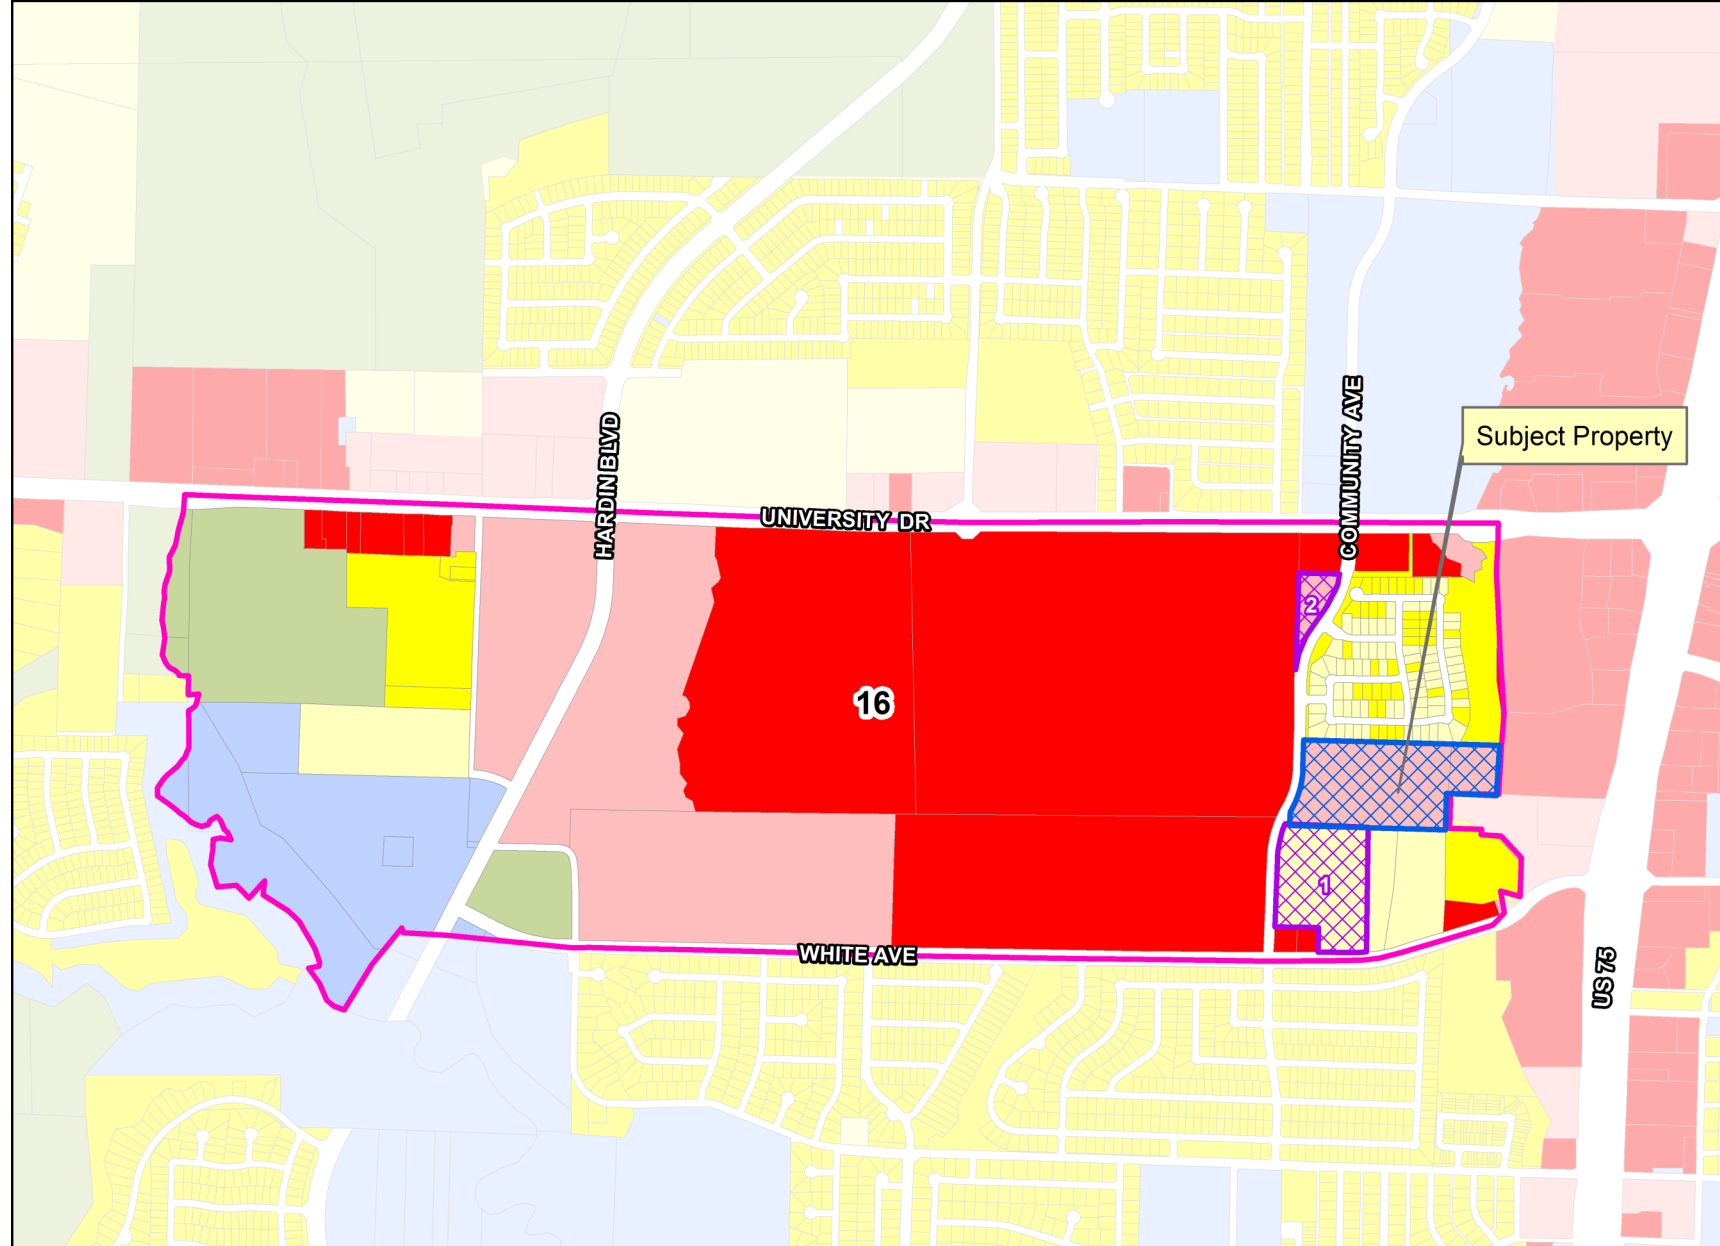 HARDIN BLVD
COMMUNITY AVE
Subject Property
UNIVERSITY DR
2
16
1
WHITE AVE
US 75